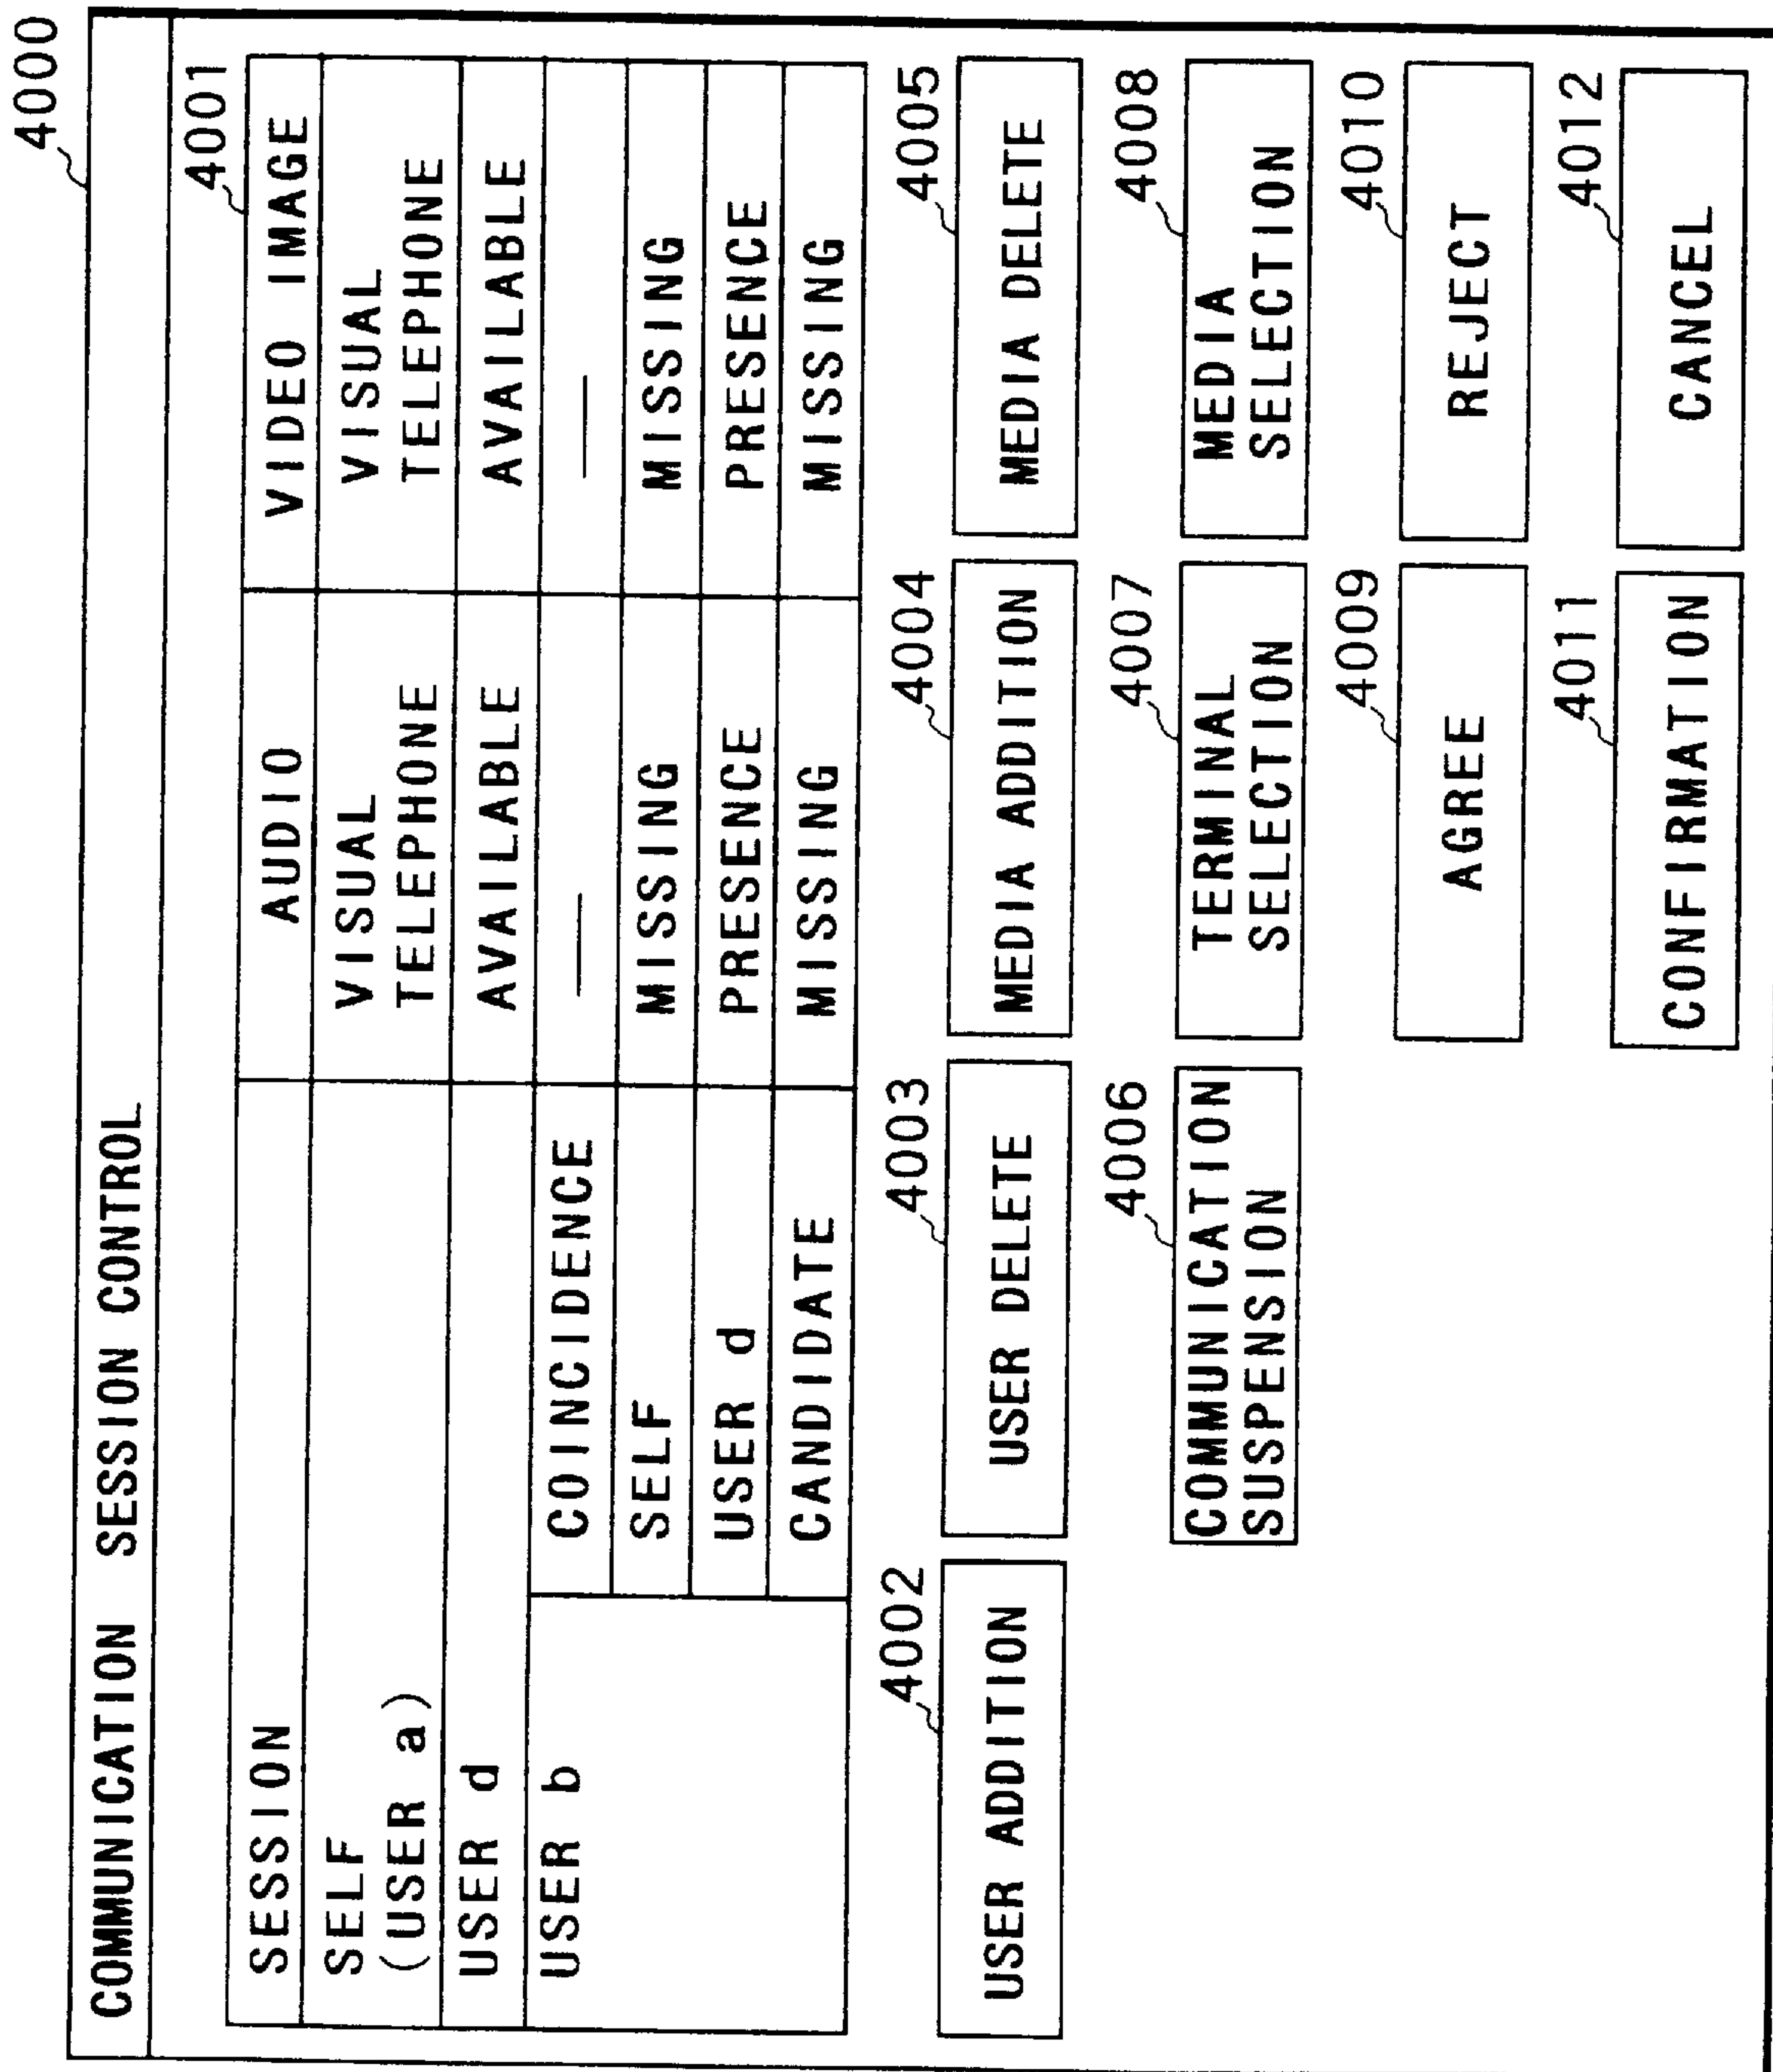 4000
COMMUNICATION SESSION CONTROL
4001
SESSION AUDIO VIDEO IMAGE
SELF VISUAL VISUAL
(USER a) TELEPHONE TELEPHONE
USER d AVAILABLE AVAILABLE
USER b COINCIDENCE — —
SELF MISSING MISSING
USER d PRESENCE PRESENCE
CANDIDATE MISSING MISSING
4002 4003 4004 4005
USER ADDITION USER DELETE MEDIA ADDITION MEDIA DELETE
4006 4007 4008
COMMUNICATION TERMINAL MEDIA
SUSPENSION SELECTION SELECTION
4009 4010
AGREE REJECT
4011 4012
CONFIRMATION CANCEL